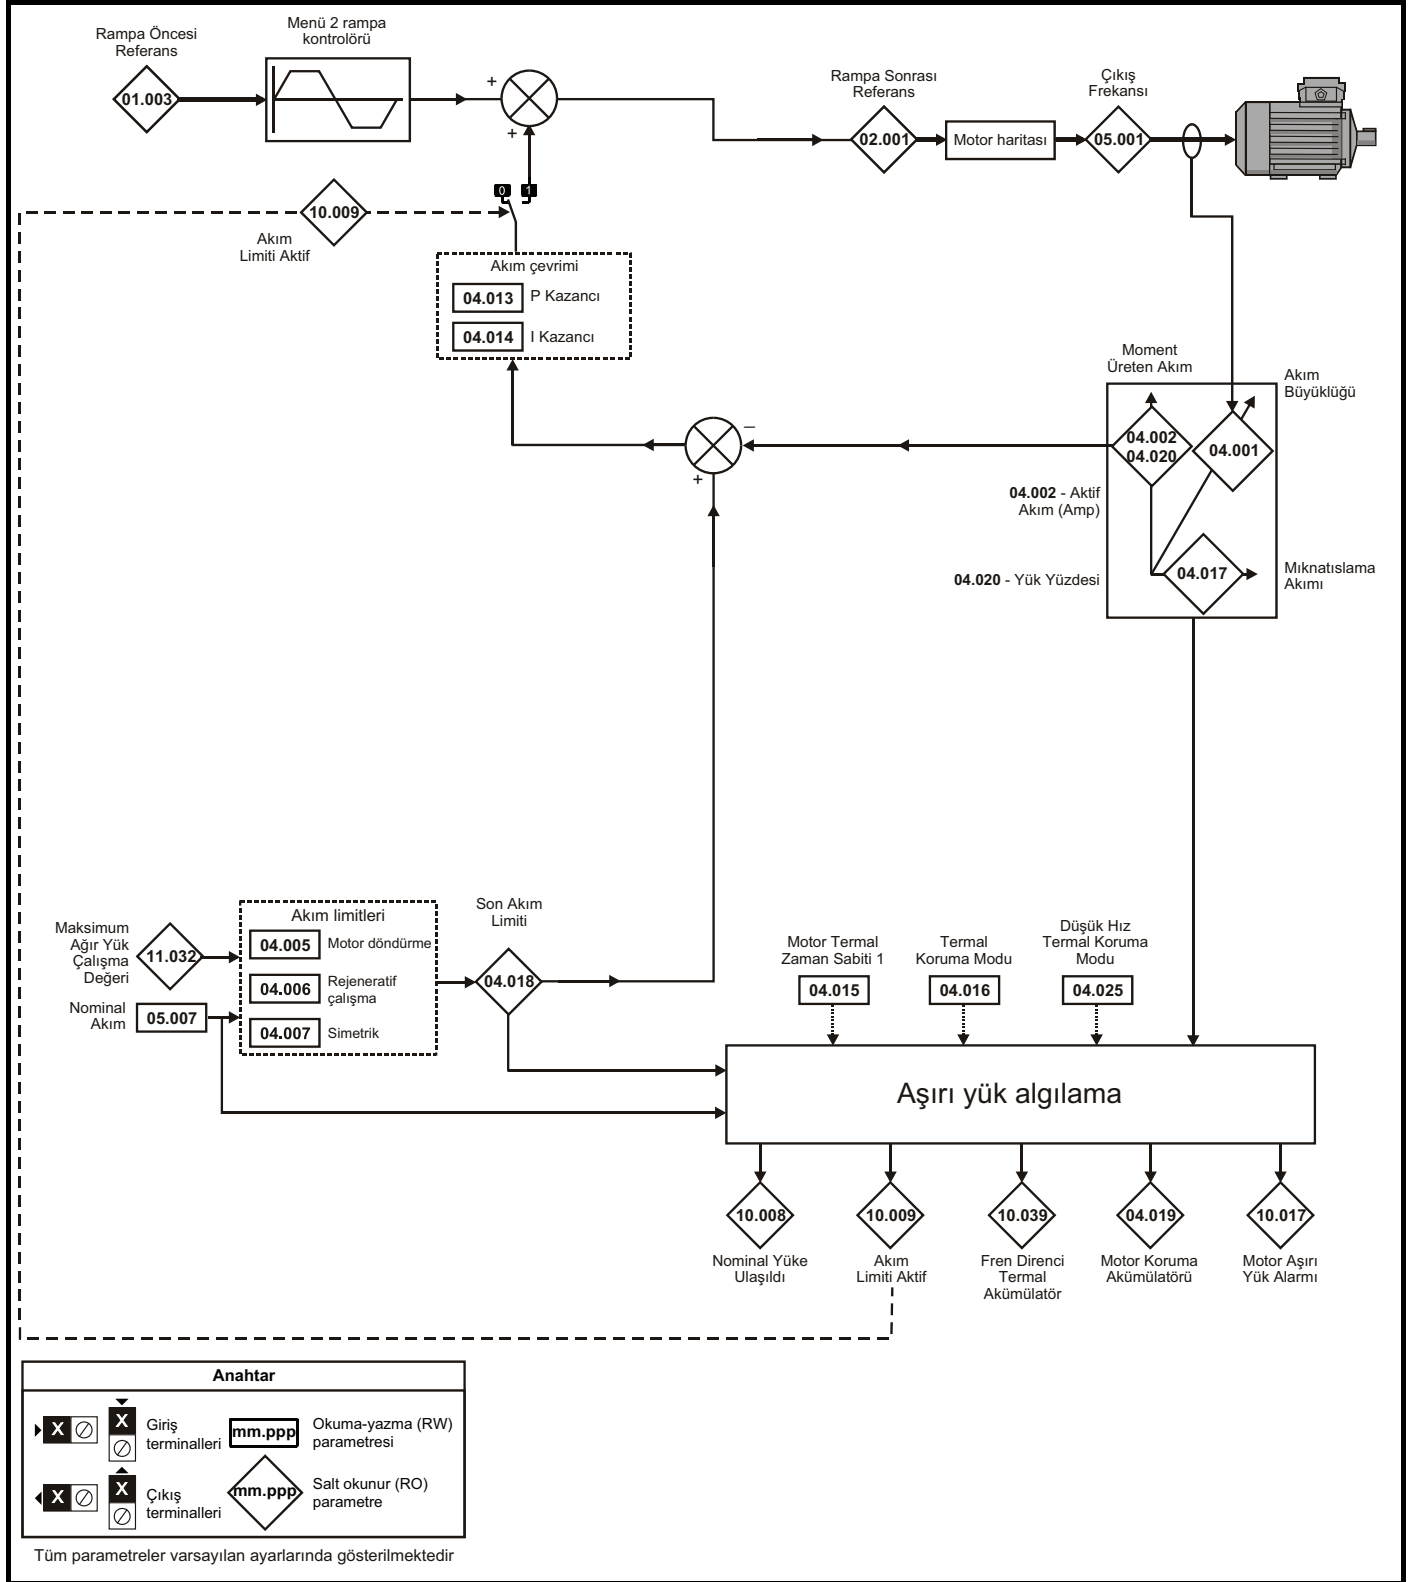 Rampa Öncesi
Referans
01.003
Menü 2 rampa
kontrolörü
+
+
Rampa Sonrası
Referans
02.001
Motor haritası
Çıkış
Frekansı
05.001
0 1
10.009
Akım
Limiti Aktif
Akım çevrimi
04.013 P Kazancı
04.014 I Kazancı
Moment
Üreten Akım
Akım
Büyüklüğü
04.002
04.020
04.001
–
+
04.002 - Aktif
Akım (Amp)
04.020 - Yük Yüzdesi
04.017
Mıknatıslama
Akımı
Maksimum
Ağır Yük
Çalışma
Değeri
11.032
Nominal
Akım
05.007
Akım limitleri
04.005 Motor döndürme
04.006 Rejeneratif
çalışma
04.007 Simetrik
Son Akım
Limiti
04.018
Motor Termal
Zaman Sabiti 1
04.015
Termal
Koruma Modu
04.016
Düşük Hız
Termal Koruma
Modu
04.025
Aşırı yük algılama
10.008
Nominal Yüke
Ulaşıldı
10.009
Akım
Limiti Aktif
10.039
Fren Direnci
Termal
Akümülatör
04.019
Motor Koruma
Akümülatörü
10.017
Motor Aşırı
Yük Alarmı
Anahtar
X X
Giriş
terminalleri
mm.ppp
Okuma-yazma (RW)
parametresi
X X
Çıkış
terminalleri
mm.ppp
Salt okunur (RO)
parametre
Tüm parametreler varsayılan ayarlarında gösterilmektedir